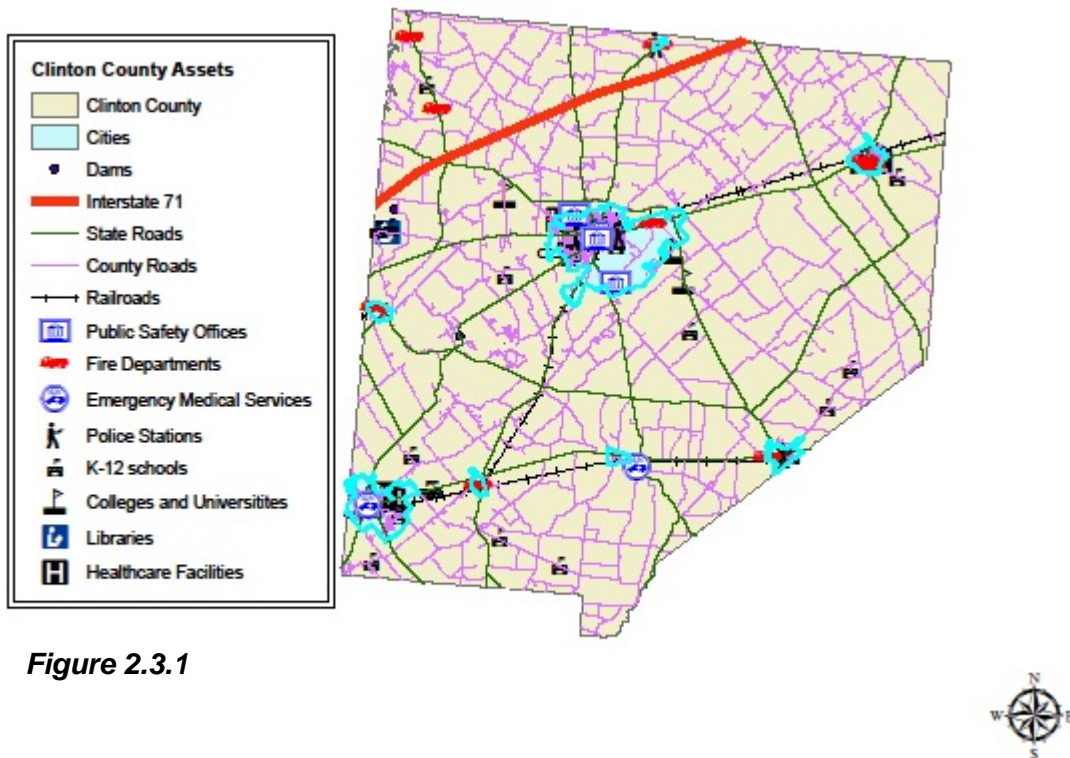 Clinton County Assets
Clinton County
Cities
Dams
Interstate 71
State Roads
County Roads
Railroads
Public Safety Offices
Fire Departments
Emergency Medical Services
Police Stations
K-12 schools
Colleges and Universitites
Libraries
Healthcare Facilities
Figure 2.3.1
N
W
E
S